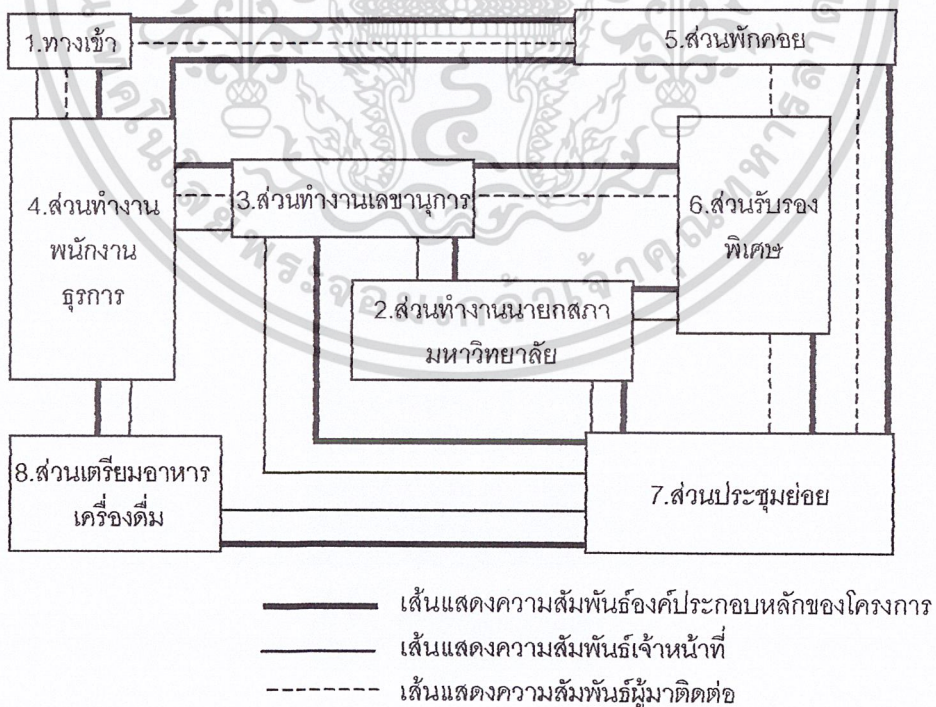 1.ทางเข้า
5.ส่วนพักคอย
4.ส่วนทำงาน
พนักงาน
ธุรการ
3.ส่วนทำงานเลขานุการ
6.ส่วนรับรอง
พิเศษ
2.ส่วนทำงานนายกสภา
มหาวิทยาลัย
8.ส่วนเตรียมอาหาร
เครื่องดื่ม
7.ส่วนประชุมย่อย
เส้นแสดงความสัมพันธ์องค์ประกอบหลักของโครงการ
เส้นแสดงความสัมพันธ์เจ้าหน้าที่
เส้นแสดงความสัมพันธ์ผู้มาติดต่อ